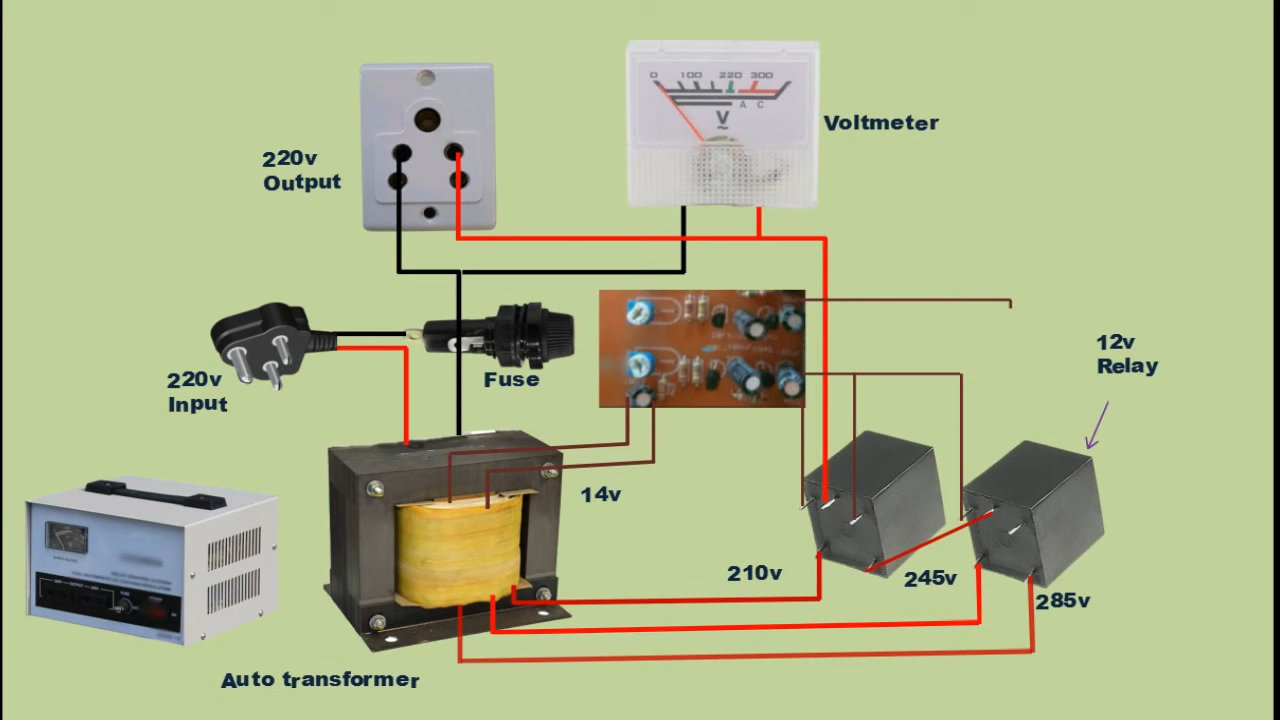 0 100 220 300
A C
V
~
Voltmeter
220v
Output
220v
Input
Fuse
12v
Relay
14v
210v
245v
285v
Auto transformer